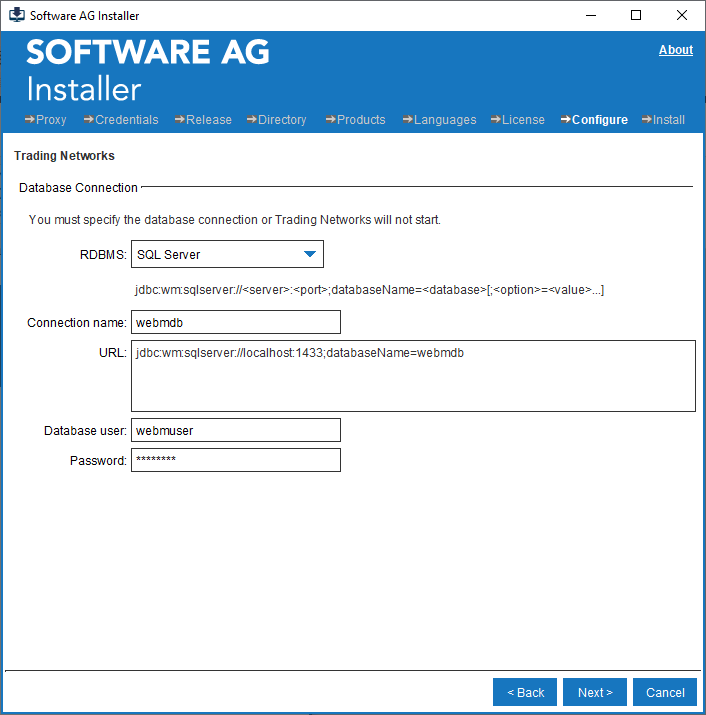 Software AG Installer
SOFTWARE AG
About
Installer
Proxy Credentials Release Directory Products Languages License Configure Install
Trading Networks
Database Connection
You must specify the database connection or Trading Networks will not start.
RDBMS: SQL Server
jdbc:wm:sqlserver://<server>:<port>;databaseName=<database>[;<option>=<value>...]
Connection name: webmdb
URL: jdbc:wm:sqlserver://localhost:1433;databaseName=webmdb
Database user: webmuser
Password: ********
< Back Next > Cancel